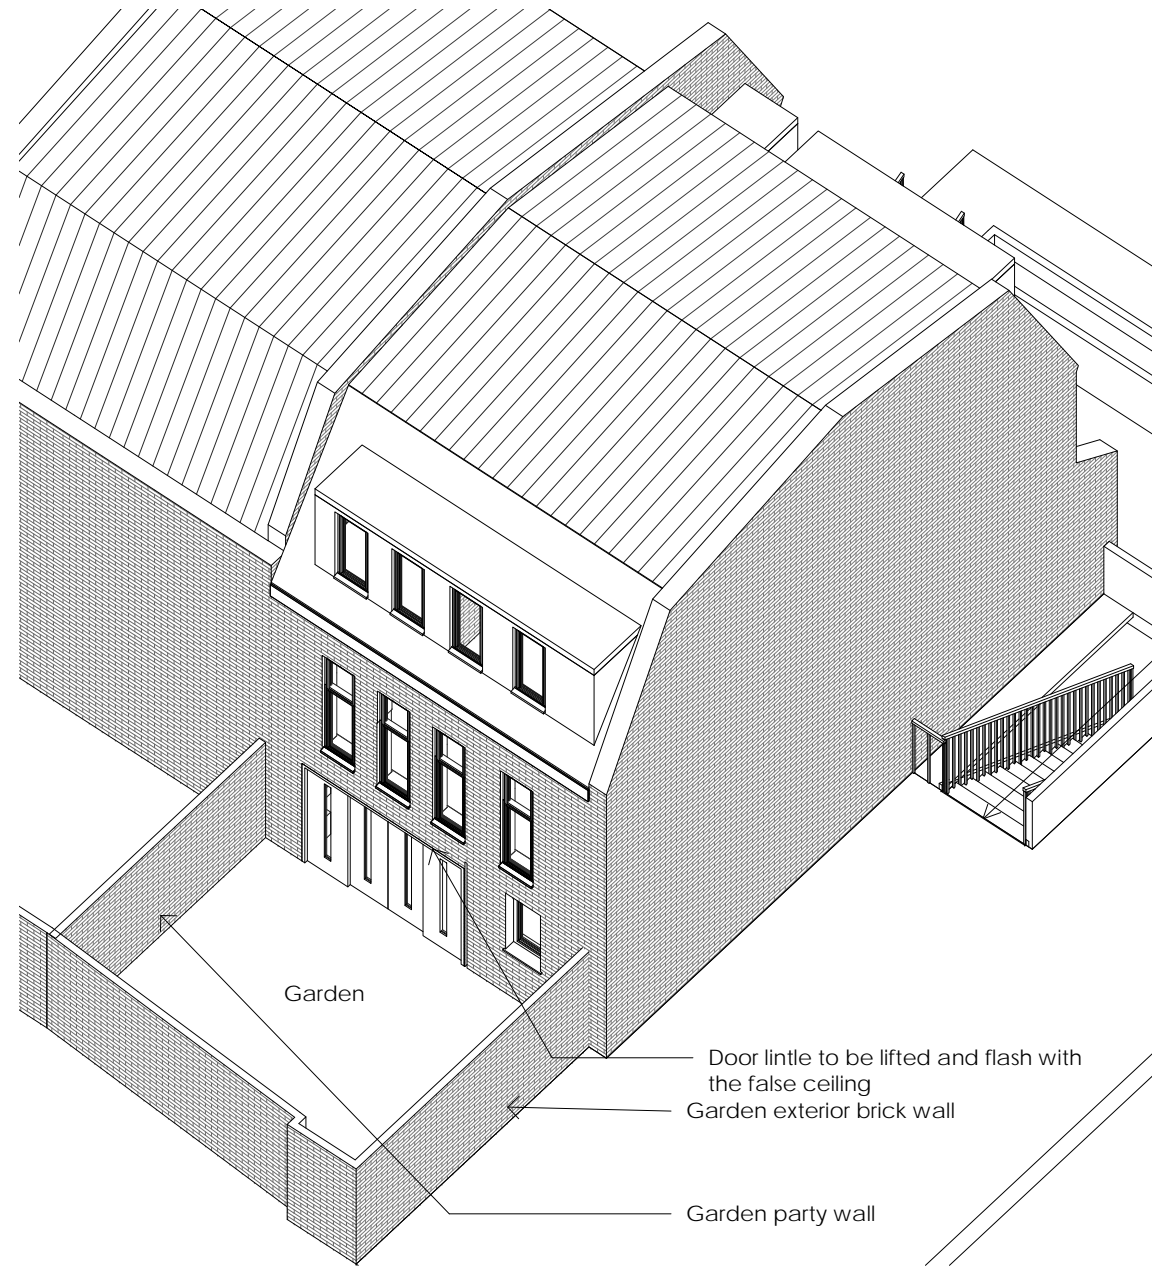 Garden
Door lintle to be lifted and flash with
the false ceiling
Garden exterior brick wall
Garden party wall